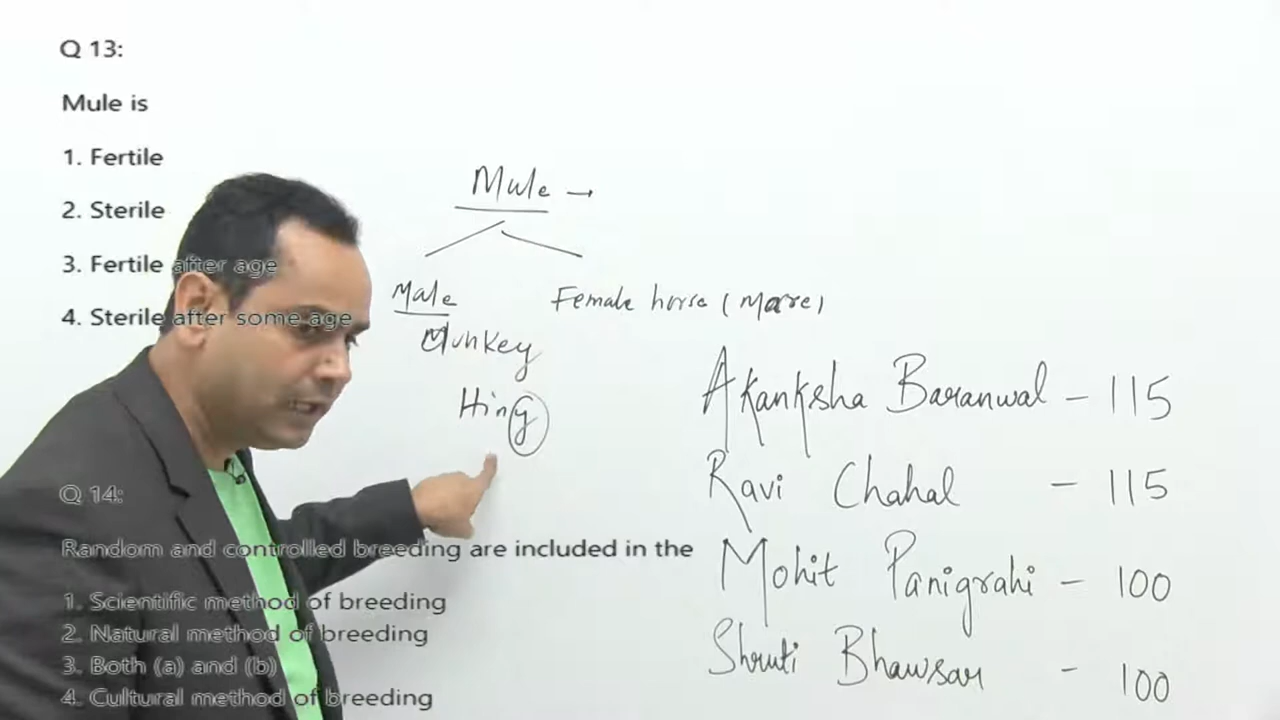 Q 13:
Mule is
1. Fertile
2. Sterile
3. Fertile after age
4. Sterile after some age
Mule →
Male
Female horse (Mare)
Hing
Akanksha Baranwal - 115
Ravi Chahal - 115
Mohit Panigrahi - 100
Shruti Bhawsar - 100
Q 14:
Random and controlled breeding are included in the
1. Scientific method of breeding
2. Natural method of breeding
3. Both (a) and (b)
4. Cultural method of breeding